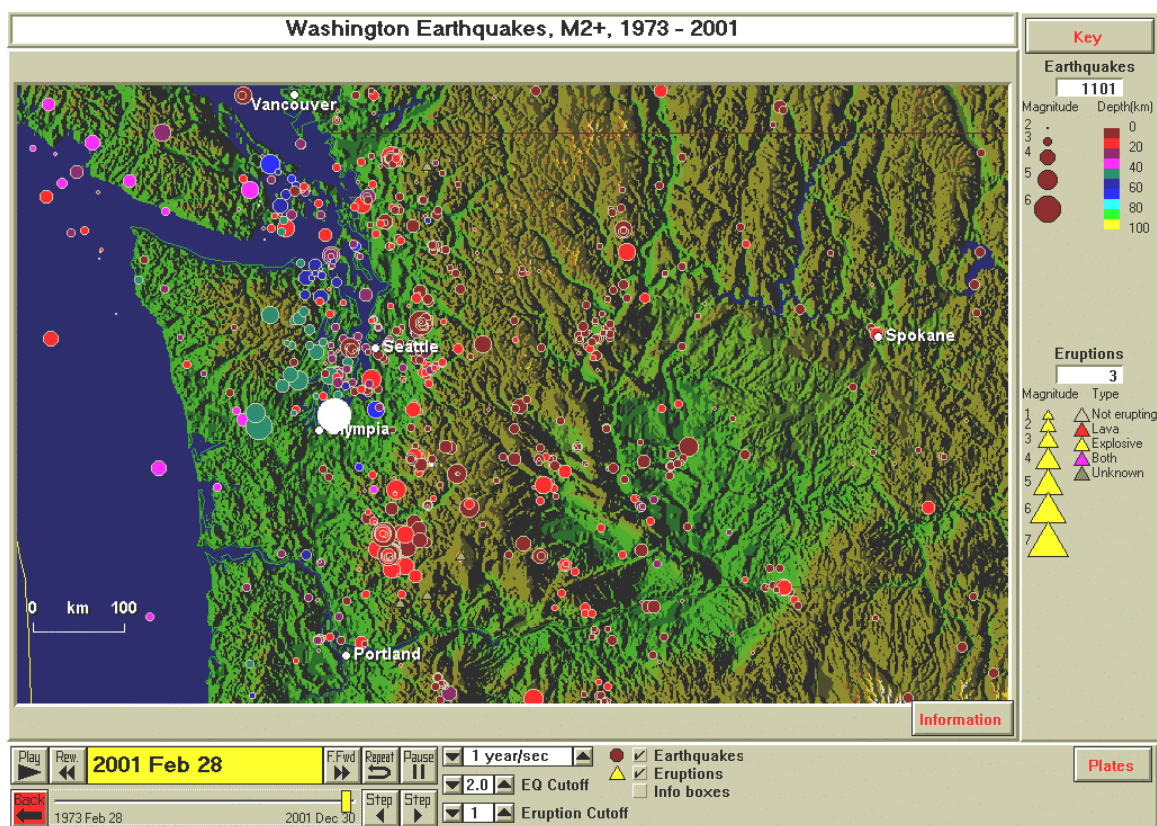 Washington Earthquakes, M2+, 1973 - 2001
Key
Earthquakes
1101
Magnitude Depth(km)
2
3
4
5
6
0
20
40
60
80
100
Eruptions
3
Magnitude Type
1
2
3
4
5
6
7
Not erupting
Lava
Explosive
Both
Unknown
Vancouver
Seattle
Spokane
Olympia
Portland
0 km 100
Information
Play
Rew.
2001 Feb 28
F.Fwd
Repeat
Pause
1 year/sec
Earthquakes
2.0 EQ Cutoff
Eruptions
Info boxes
Plates
Back
1973 Feb 28
2001 Dec 30
Step
Step
1 Eruption Cutoff